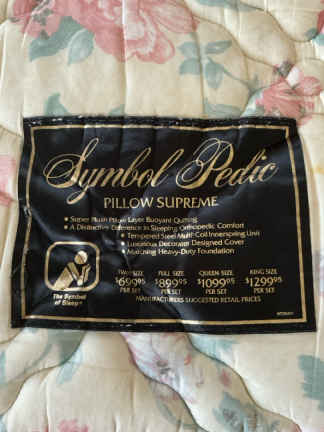 Symbol Pedic
PILLOW SUPREME
• Super Plush Pillow Layer Buoyant Quilting
• A Distinctive Difference in Sleeping Orthopedic Comfort
• Tempered Steel Multi-Coil Innerspring Unit
• Luxurious Decorator Designed Cover
• Matching Heavy-Duty Foundation
The Symbol
of Sleep®
TWIN SIZE FULL SIZE QUEEN SIZE KING SIZE
$699.95 $899.95 $1099.95 $1299.95
PER SET PER SET PER SET PER SET
MANUFACTURERS SUGGESTED RETAIL PRICES